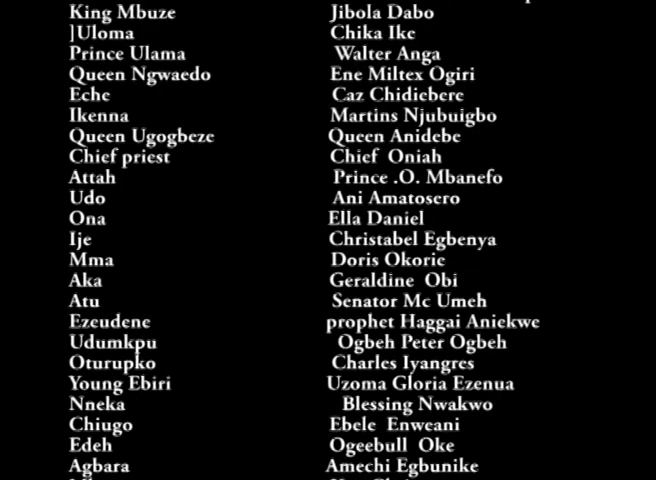 King Mbuze Jibola Dabo
]Uloma Chika Ike
Prince Ulama Walter Anga
Queen Ngwaedo Ene Miltex Ogiri
Eche Caz Chidiebere
Ikenna Martins Njubuigbo
Queen Ugogbeze Queen Anidebe
Chief priest Chief Oniah
Attah Prince .O. Mbanefo
Udo Ani Amatosero
Ona Ella Daniel
Ije Christabel Egbenya
Mma Doris Okorie
Aka Geraldine Obi
Atu Senator Mc Umeh
Ezeudene prophet Haggai Aniekwe
Udumkpu Ogbeh Peter Ogbeh
Oturupko Charles Iyangres
Young Ebiri Uzoma Gloria Ezenua
Nneka Blessing Nwakwo
Chiugo Ebele Enweani
Edeh Ogeebull Oke
Agbara Amechi Egbunike